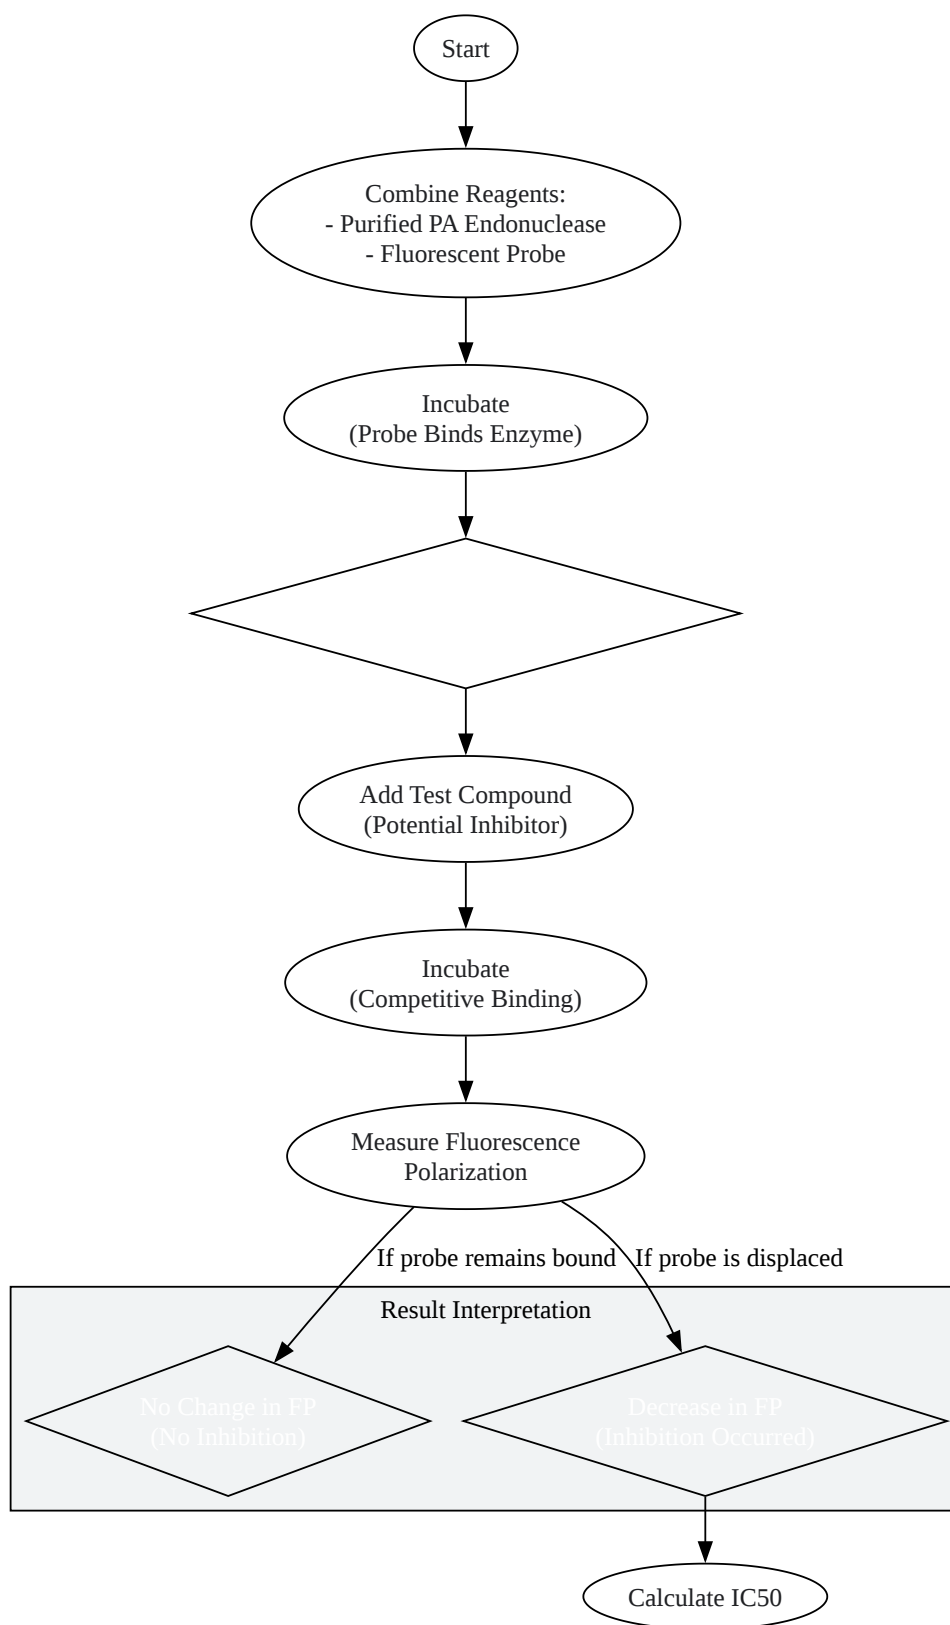 Start
Combine Reagents:
- Purified PA Endonuclease
- Fluorescent Probe
Incubate
(Probe Binds Enzyme)
Add Test Compound
(Potential Inhibitor)
Incubate
(Competitive Binding)
Measure Fluorescence
Polarization
If probe remains bound
If probe is displaced
Result Interpretation
No Change in FP
(No Inhibition)
Decrease in FP
(Inhibition Occurred)
Calculate IC50